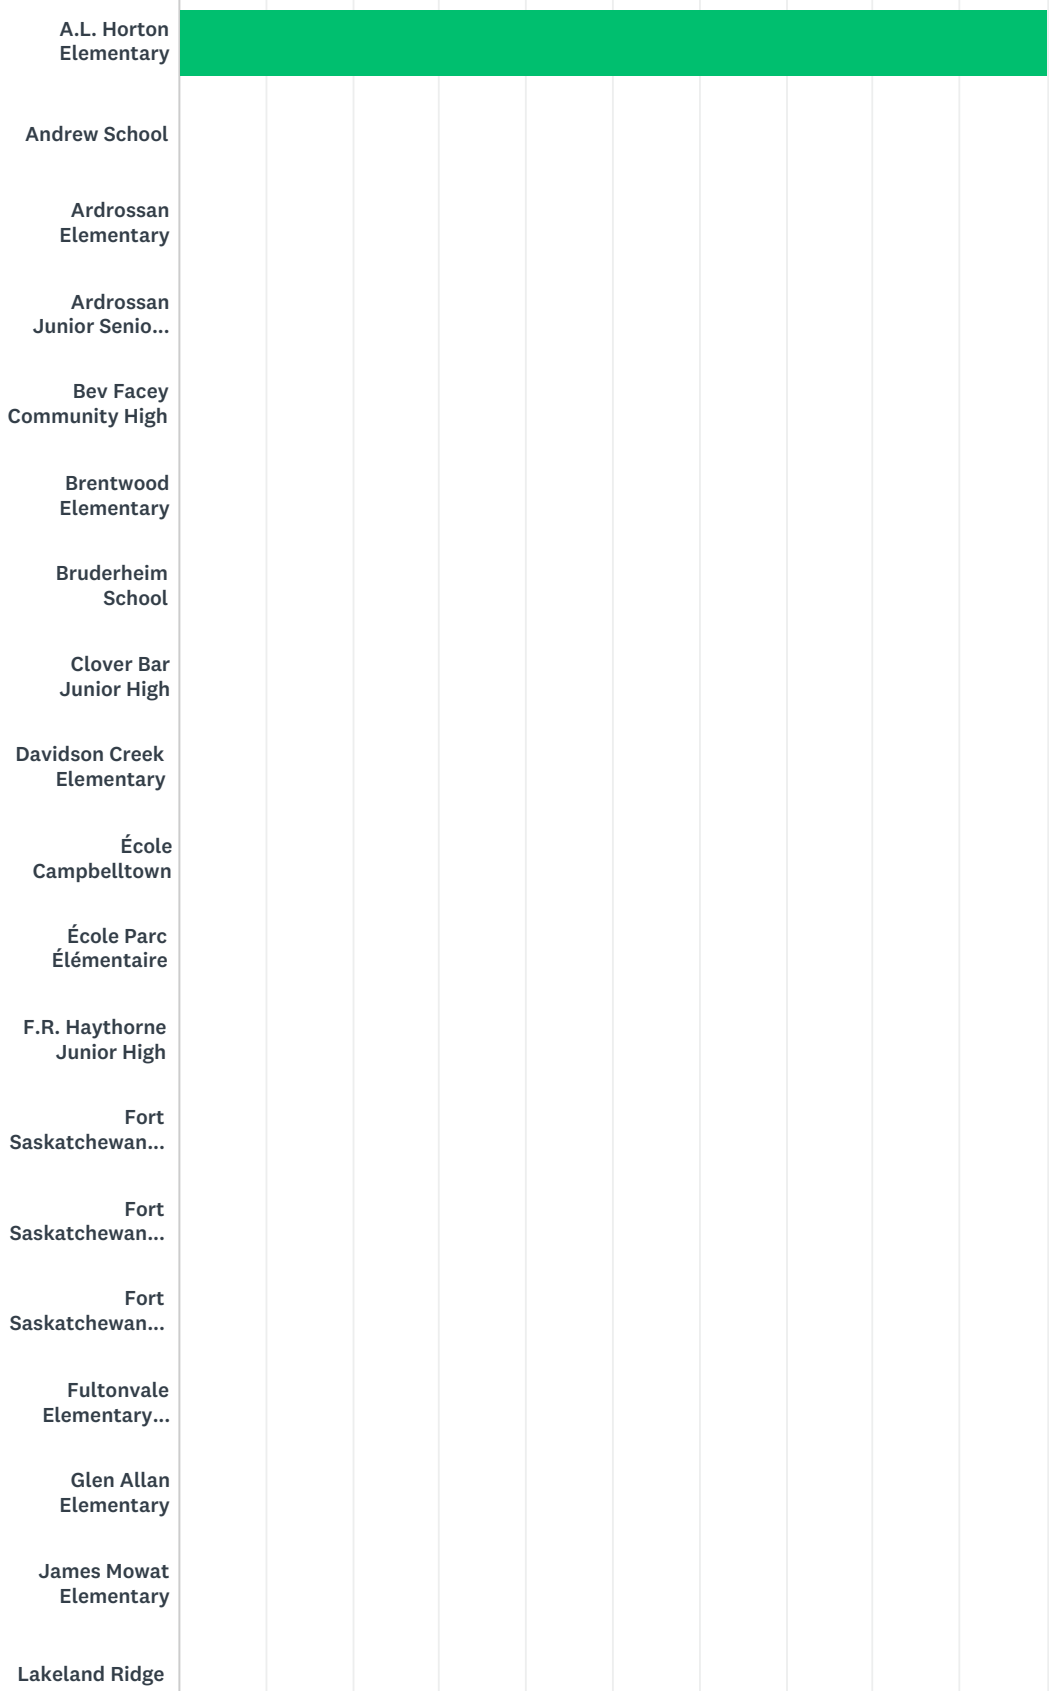 A.L. Horton
Elementary
Andrew School
Ardrossan
Elementary
Ardrossan
Junior Senio...
Bev Facey
Community High
Brentwood
Elementary
Bruderheim
School
Clover Bar
Junior High
Davidson Creek
Elementary
École
Campbelltown
École Parc
Élémentaire
F.R. Haythorne
Junior High
Fort
Saskatchewan...
Fort
Saskatchewan...
Fort
Saskatchewan...
Fultonvale
Elementary...
Glen Allan
Elementary
James Mowat
Elementary
Lakeland Ridge